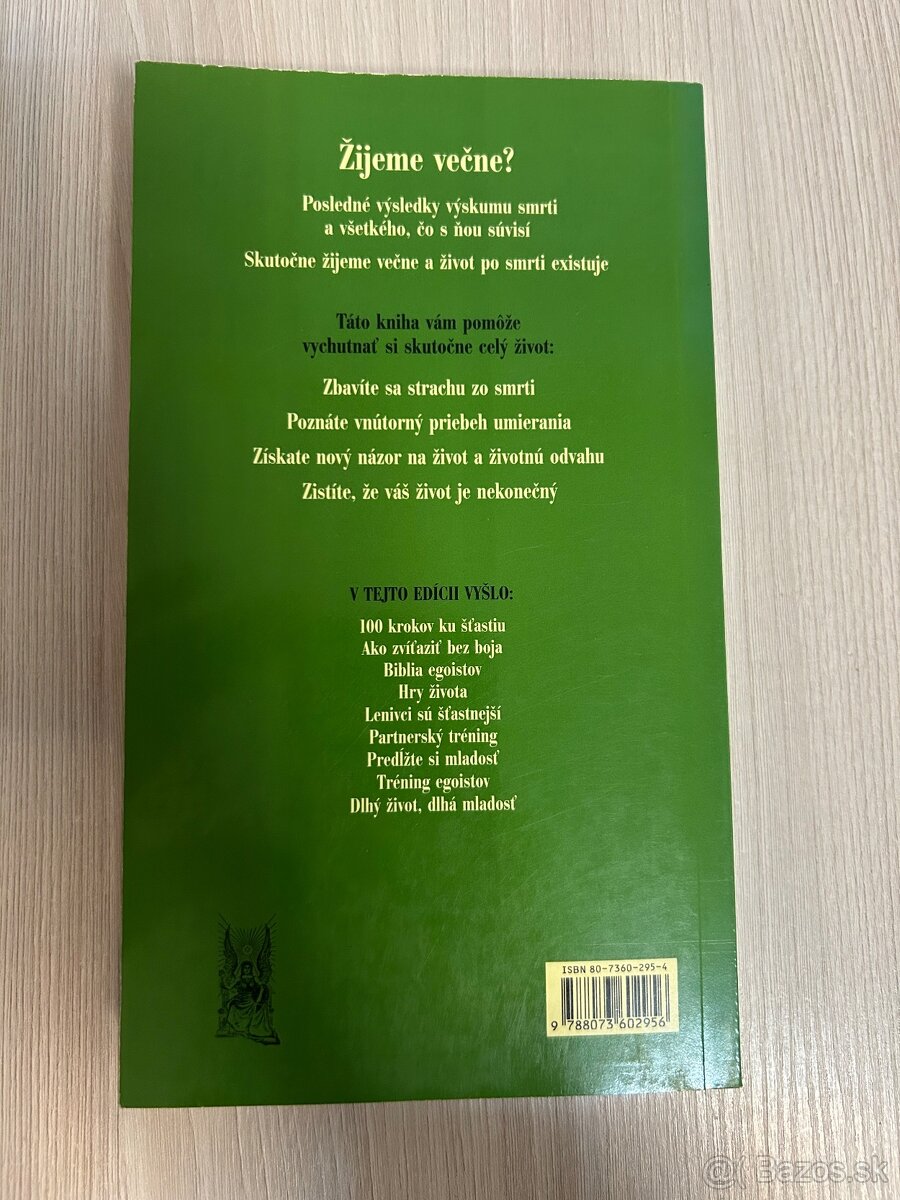 Žijeme večne?
Posledné výsledky výskumu smrti
a všetkého, čo s ňou súvisí
Skutočne žijeme večne a život po smrti existuje
Táto kniha vám pomôže
vychutnať si skutočne celý život:
Zbavíte sa strachu zo smrti
Poznáte vnútorný priebeh umierania
Získate nový názor na život a životnú odvahu
Zistíte, že váš život je nekonečný
V TEJTO EDÍCII VYŠLO:
100 krokov ku šťastiu
Ako zvíťaziť bez boja
Biblia egoistov
Hry života
Lenivci sú šťastnejší
Partnerský tréning
Predĺžte si mladosť
Tréning egoistov
Dlhý život, dlhá mladosť
ISBN 80-7360-295-4
9 788073 602956
Bazos.sk